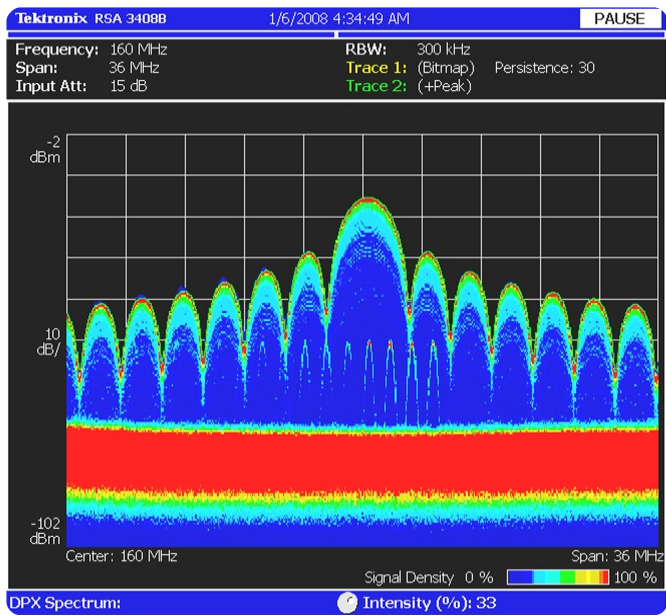 Tektronix RSA 3408B 1/6/2008 4:34:49 AM PAUSE
Frequency: 160 MHz RBW: 300 kHz
Span: 36 MHz Trace 1: (Bitmap) Persistence: 30
Input Att: 15 dB Trace 2: (+Peak)
-2
dBm
10
dB/
-102
dBm
Center: 160 MHz Span: 36 MHz
Signal Density 0 % 100 %
DPX Spectrum: Intensity (%): 33